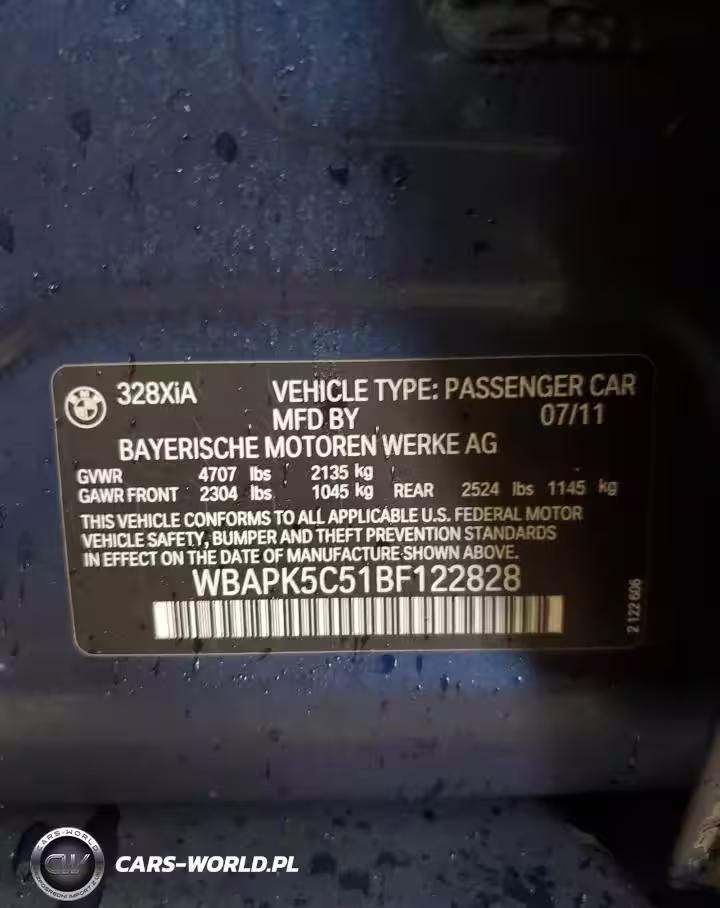 328XiA VEHICLE TYPE: PASSENGER CAR
MFD BY 07/11
BAYERISCHE MOTOREN WERKE AG
GVWR 4707 lbs 2135 kg
GAWR FRONT 2304 lbs 1045 kg REAR 2524 lbs 1145 kg
THIS VEHICLE CONFORMS TO ALL APPLICABLE U.S. FEDERAL MOTOR
VEHICLE SAFETY, BUMPER AND THEFT PREVENTION STANDARDS
IN EFFECT ON THE DATE OF MANUFACTURE SHOWN ABOVE.
WBAPK5C51BF122828
2 122 606
CARS-WORLD
CW
CARS-WORLD.PL